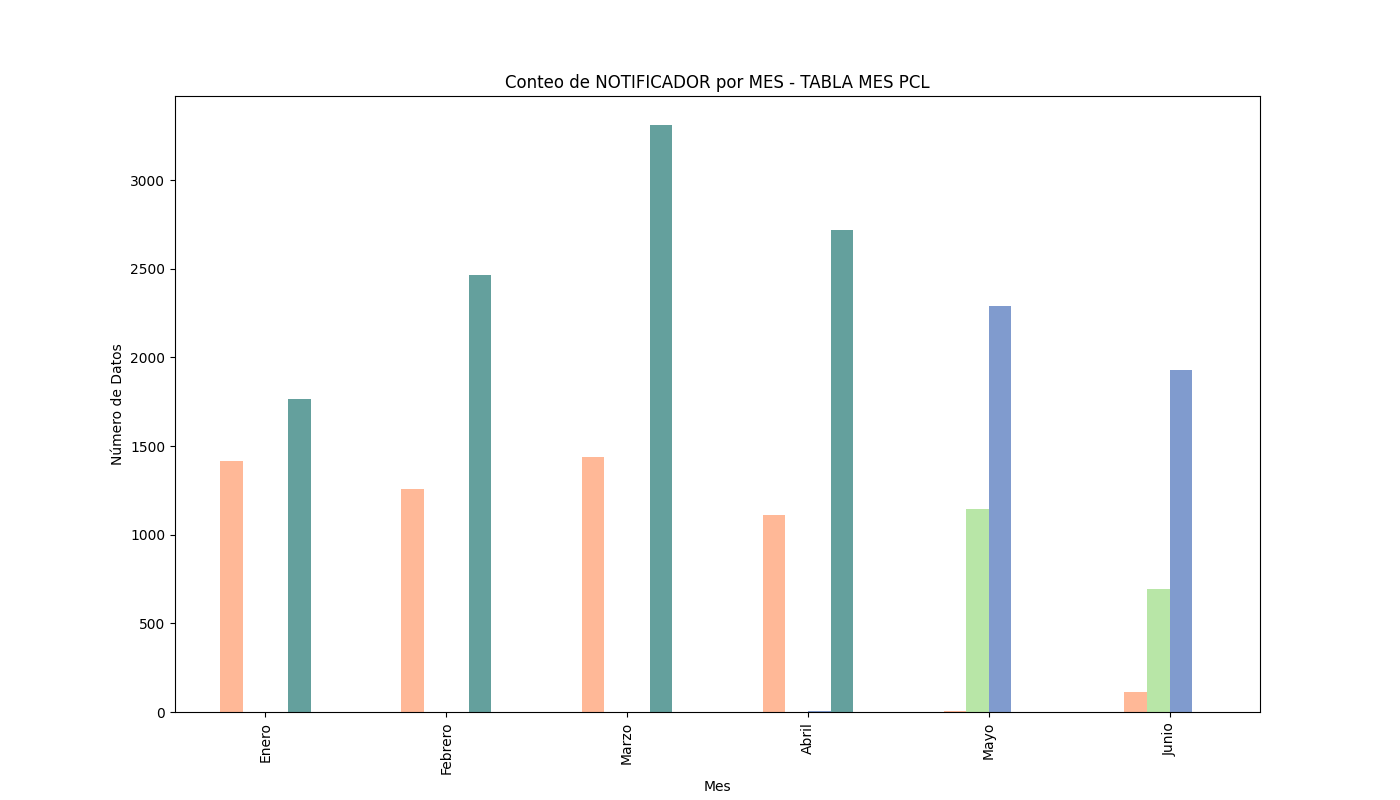 Conteo de NOTIFICADOR por MES - TABLA MES PCL
3000
2500
2000
1500
1000
500
0
Número de Datos
Enero
Febrero
Marzo
Abril
Mayo
Junio
Mes